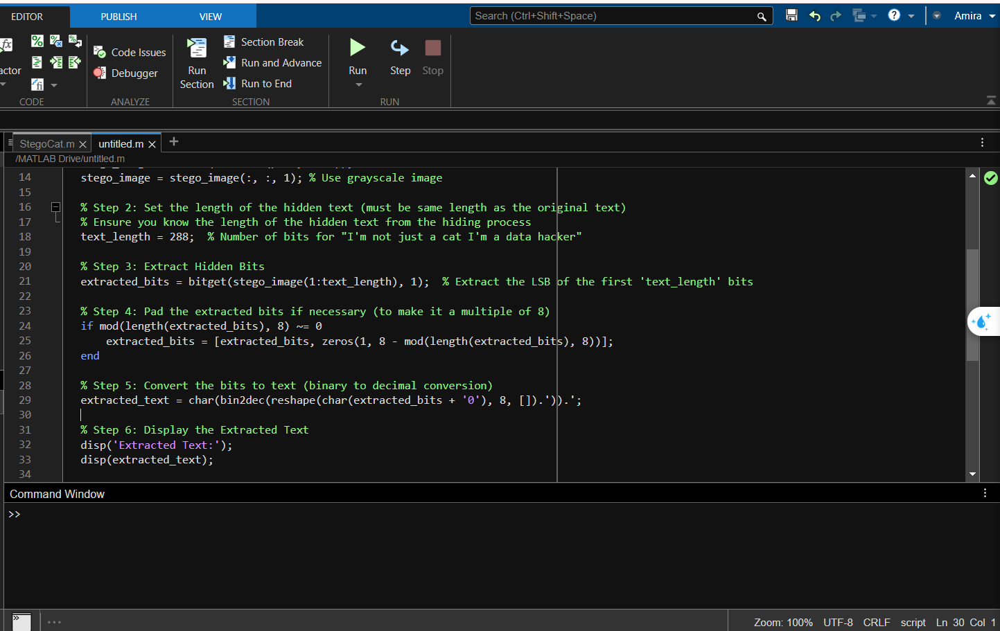 EDITOR PUBLISH VIEW Search (Ctrl+Shift+Space) Amira
Code Issues
Debugger
Run Section
Section Break
Run and Advance
Run to End
Run Step Stop
CODE ANALYZE SECTION RUN
StegoCat.m untitled.m
/MATLAB Drive/untitled.m
14 stego_image = stego_image(:, :, 1); % Use grayscale image
15
16 % Step 2: Set the length of the hidden text (must be same length as the original text)
17 % Ensure you know the length of the hidden text from the hiding process
18 text_length = 288;  % Number of bits for "I'm not just a cat I'm a data hacker"
19
20 % Step 3: Extract Hidden Bits
21 extracted_bits = bitget(stego_image(1:text_length), 1);  % Extract the LSB of the first 'text_length' bits
22
23 % Step 4: Pad the extracted bits if necessary (to make it a multiple of 8)
24 if mod(length(extracted_bits), 8) ~= 0
25     extracted_bits = [extracted_bits, zeros(1, 8 - mod(length(extracted_bits), 8))];
26 end
27
28 % Step 5: Convert the bits to text (binary to decimal conversion)
29 extracted_text = char(bin2dec(reshape(char(extracted_bits + '0'), 8, []).')).';
30
31 % Step 6: Display the Extracted Text
32 disp('Extracted Text:');
33 disp(extracted_text);
34
Command Window
>>
Zoom: 100% UTF-8 CRLF script Ln 30 Col 1